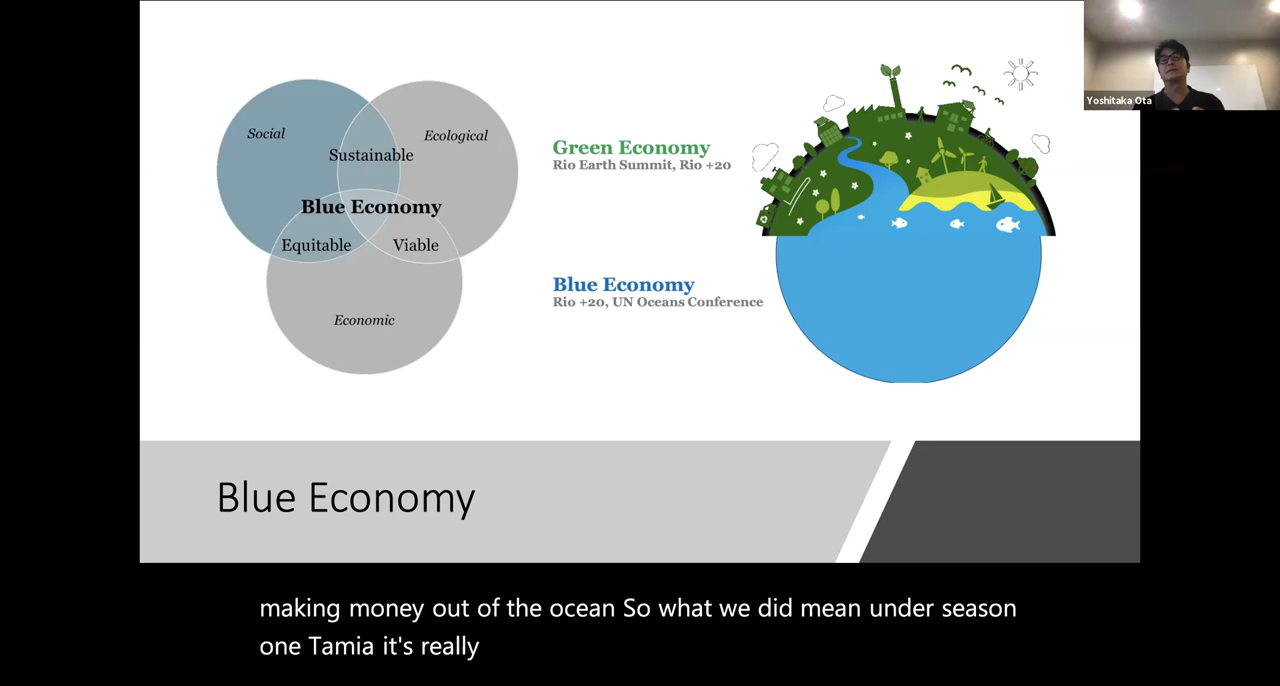 Social
Ecological
Sustainable
Blue Economy
Equitable
Viable
Economic
Green Economy
Rio Earth Summit, Rio +20
Blue Economy
Rio +20, UN Oceans Conference
Yoshitaka Ota
Blue Economy
making money out of the ocean So what we did mean under season
one Tamia it's really